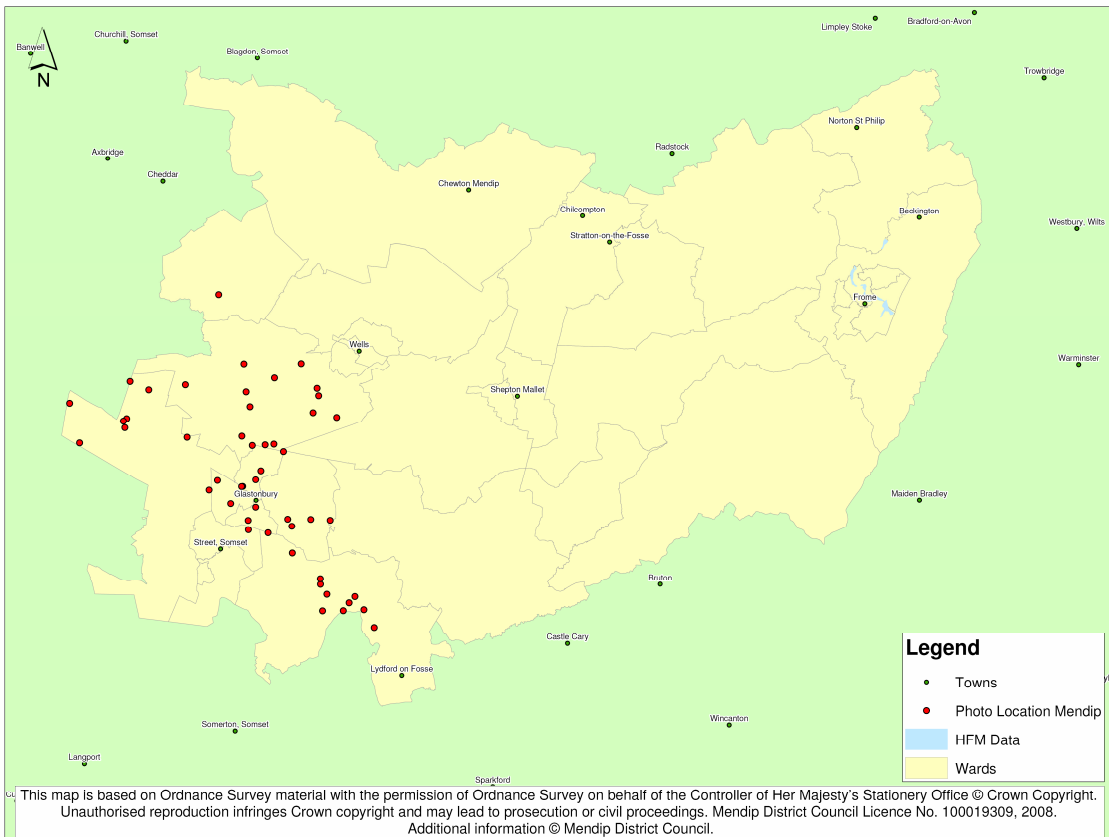 Limpley Stoke
Bradford-on-Avon
Churchill, Somset
Banwell
Blagdon, Somset
N
Trowbridge
Norton St Philip
Axbridge
Radstock
Cheddar
Chewton Mendip
Chilcompton
Beckington
Westbury, Wilts
Stratton-on-the-Fosse
Frome
Wells
Warminster
Shepton Mallet
Glastonbury
Maiden Bradley
Street, Somset
Bruton
Castle Cary
Lydford on Fosse
Wincanton
Somerton, Somset
Langport
Sparkford
Legend
Towns
Photo Location Mendip
HFM Data
Wards
This map is based on Ordnance Survey material with the permission of Ordnance Survey on behalf of the Controller of Her Majesty's Stationery Office © Crown Copyright.
Unauthorised reproduction infringes Crown copyright and may lead to prosecution or civil proceedings. Mendip District Council Licence No. 100019309, 2008.
Additional information © Mendip District Council.